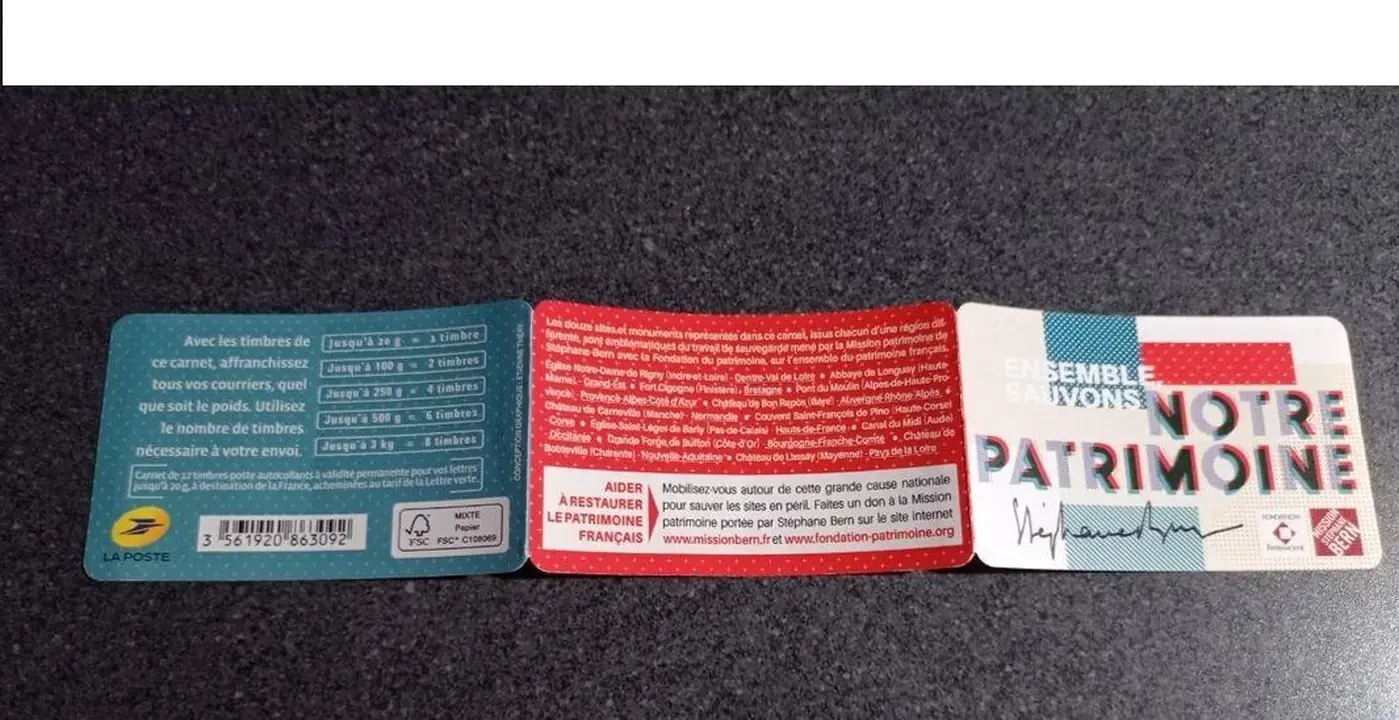 Avec les timbres de
ce carnet, affranchissez
tous vos courriers, quel
que soit le poids. Utilisez
le nombre de timbres
nécessaire à votre envoi.
Jusqu'à 20 g = 1 timbre
Jusqu'à 100 g = 2 timbres
Jusqu'à 250 g = 4 timbres
Jusqu'à 500 g = 6 timbres
Jusqu'à 3 kg = 8 timbres
Carnet de 12 timbres-poste autocollants à validité permanente pour vos lettres
jusqu'à 20 g, à destination de la France, acheminées au tarif de la Lettre verte.
LA POSTE
3 561920 863092
FSC
MIXTE
Papier
FSC® C108069
CONCEPTION GRAPHIQUE : ETIENNE THÉRY
Les douze sites et monuments représentés dans ce carnet, issus chacun d'une région dif-
férente, sont emblématiques du travail de sauvegarde mené par la Mission patrimoine de
Stéphane Bern avec la Fondation du patrimoine, sur l'ensemble du patrimoine français.
Église Notre-Dame de Rigny (Indre-et-Loire) - Centre-Val de Loire • Abbaye de Longuay (Haute-
Marne) - Grand-Est • Fort Cigogne (Finistère) - Bretagne • Pont du Moulin (Alpes-de-Haute-Pro-
vence) - Provence-Alpes-Côte d'Azur • Château de Bon Repos (Isère) - Auvergne-Rhône-Alpes
Château de Carneville (Manche) - Normandie • Couvent Saint-François de Pino (Haute-Corse)
- Corse • Église Saint-Léger de Barly (Pas-de-Calais) - Hauts-de-France • Canal du Midi (Aude)
- Occitanie • Grande Forge de Buffon (Côte-d'Or) - Bourgogne-Franche-Comté • Château de
Bouteville (Charente) - Nouvelle-Aquitaine • Château de Lassay (Mayenne) - Pays de la Loire
AIDER
À RESTAURER
LE PATRIMOINE
FRANÇAIS
Mobilisez-vous autour de cette grande cause nationale
pour sauver les sites en péril. Faites un don à la Mission
patrimoine portée par Stéphane Bern sur le site internet
www.missionbern.fr et www.fondation-patrimoine.org
ENSEMBLE,
SAUVONS
NOTRE
PATRIMOINE
Stéphane Bern
FONDATION
PATRIMOINE
MISSION
STÉPHANE
BERN